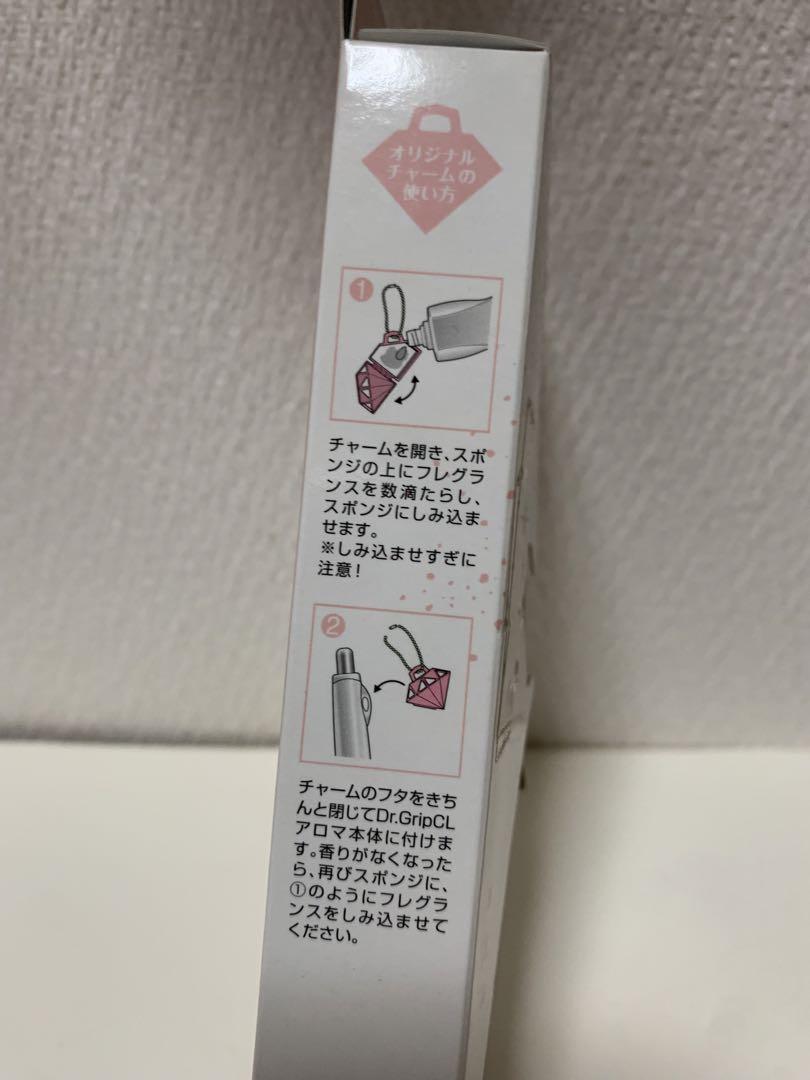 オリジナル
チャームの
使い方
1
チャームを開き、スポ
ンジの上にフレグラ
ンスを数滴たらし、
スポンジにしみ込ま
せます。
※しみ込ませすぎに
注意！
2
チャームのフタをきち
んと閉じてDr.GripCL
アロマ本体に付けま
す。香りがなくなった
ら、再びスポンジに、
①のようにフレグラ
ンスをしみ込ませて
ください。